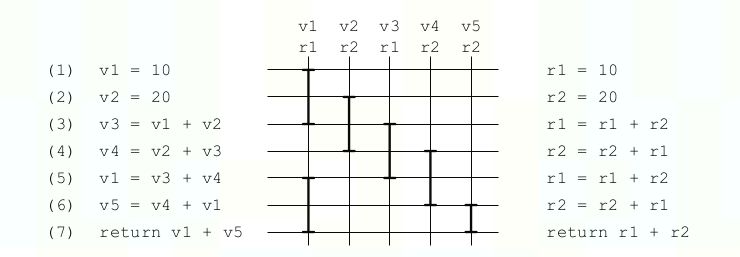 v1 v2 v3 v4 v5
r1 r2 r1 r2 r2
(1) v1 = 10 r1 = 10
(2) v2 = 20 r2 = 20
(3) v3 = v1 + v2 r1 = r1 + r2
(4) v4 = v2 + v3 r2 = r2 + r1
(5) v1 = v3 + v4 r1 = r1 + r2
(6) v5 = v4 + v1 r2 = r2 + r1
(7) return v1 + v5 return r1 + r2